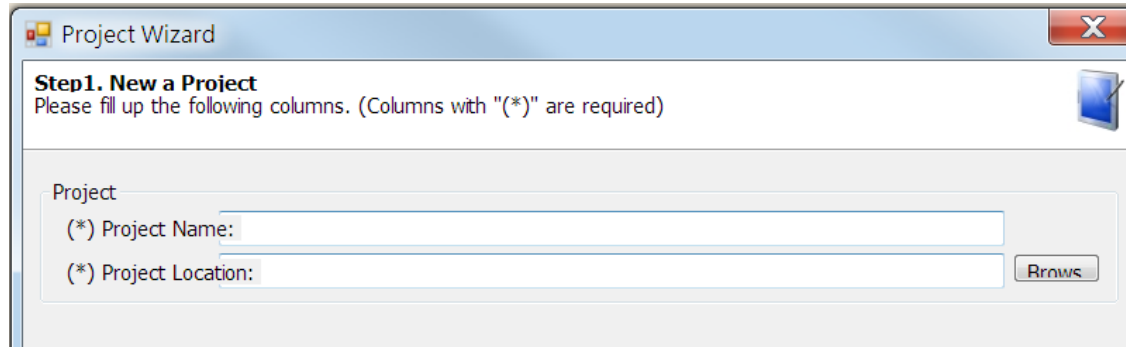 Project Wizard
Step1. New a Project
Please fill up the following columns. (Columns with "(*)" are required)
Project
(*) Project Name:
(*) Project Location:
Brows